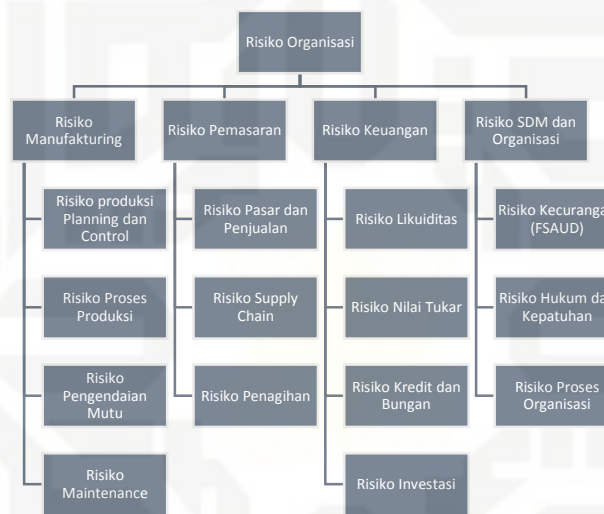 Risiko Organisasi
Risiko
Manufakturing
Risiko produksi
Planning dan
Control
Risiko Proses
Produksi
Risiko
Pengendaian
Mutu
Risiko
Maintenance
Risiko Pemasaran
Risiko Pasar dan
Penjualan
Risiko Supply
Chain
Risiko Penagihan
Risiko Keuangan
Risiko Likuiditas
Risiko Nilai Tukar
Risiko Kredit dan
Bungan
Risiko Investasi
Risiko SDM dan
Organisasi
Risiko Kecuranga
(FSAUD)
Risiko Hukum da
Kepatuhan
Risiko Proses
Organisasi